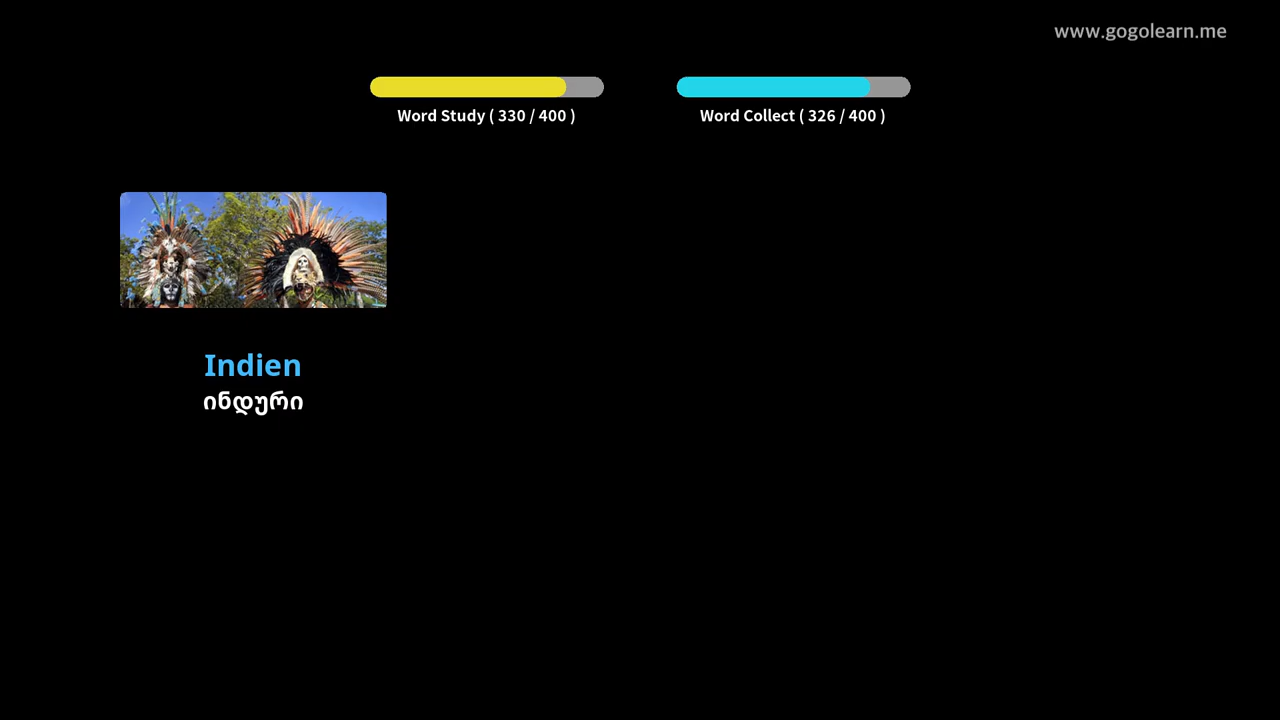 www.gogolearn.me
Word Study ( 330 / 400 )
Word Collect ( 326 / 400 )
Indien
ინდური